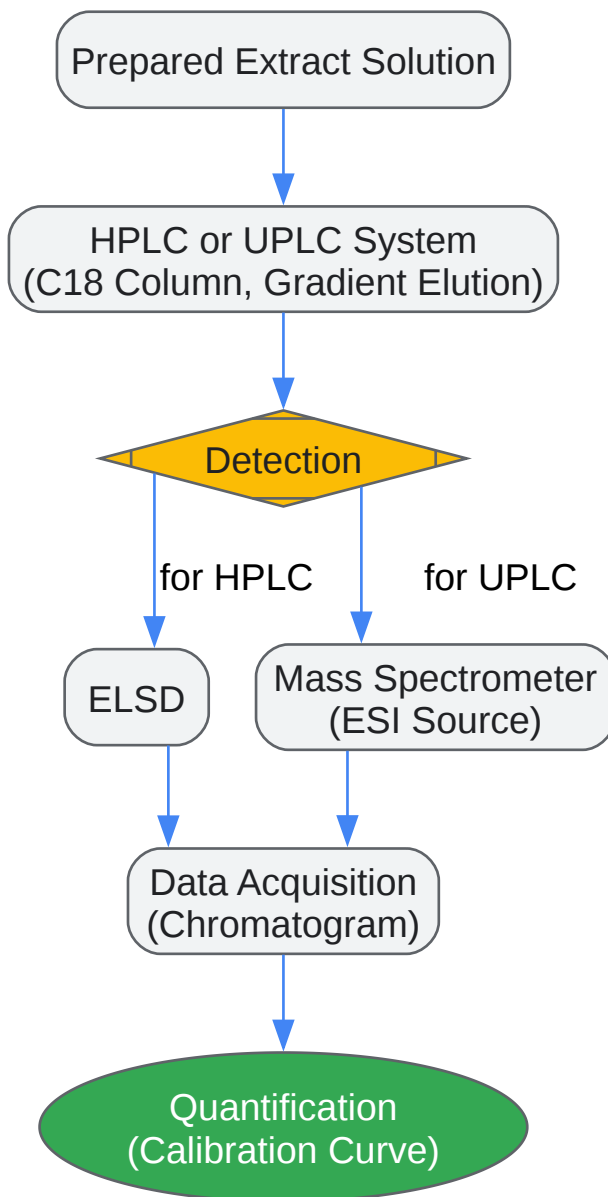 Prepared Extract Solution
HPLC or UPLC System
(C18 Column, Gradient Elution)
Detection
for HPLC
for UPLC
ELSD
Mass Spectrometer
(ESI Source)
Data Acquisition
(Chromatogram)
Quantification
(Calibration Curve)